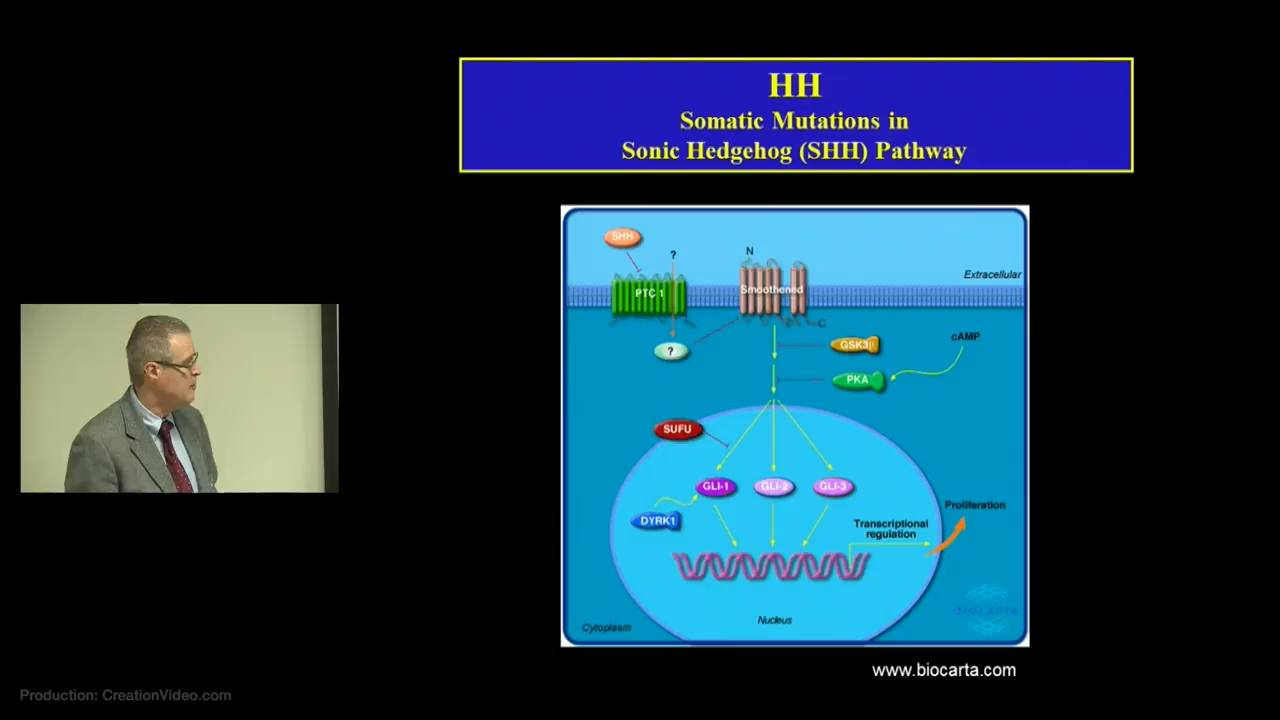 HH
Somatic Mutations in
Sonic Hedgehog (SHH) Pathway
SHH
?
N
Extracellular
PTC 1
Smoothened
C
?
GSK3β
cAMP
PKA
SUFU
GLI-1
GLI-2
GLI-3
DYRK1
Proliferation
Transcriptional
regulation
Nucleus
Cytoplasm
BIOCARTA
www.biocarta.com
Production: CreationVideo.com